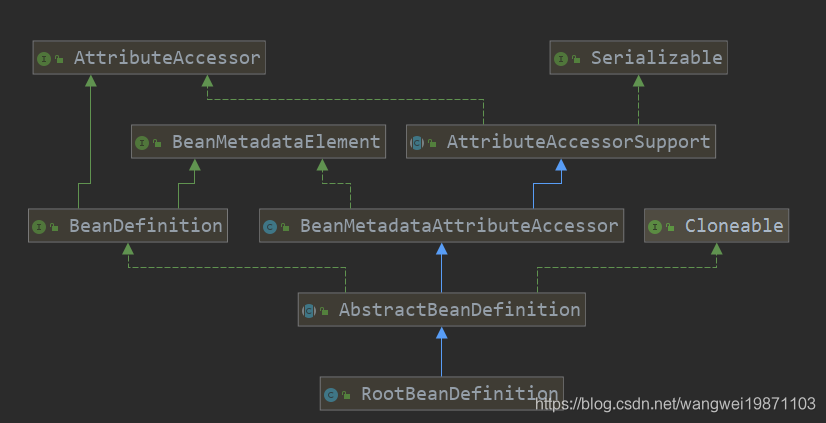 AttributeAccessor
Serializable
BeanMetadataElement
AttributeAccessorSupport
BeanDefinition
BeanMetadataAttributeAccessor
Cloneable
AbstractBeanDefinition
RootBeanDefinition
https://blog.csdn.net/wangwei19871103